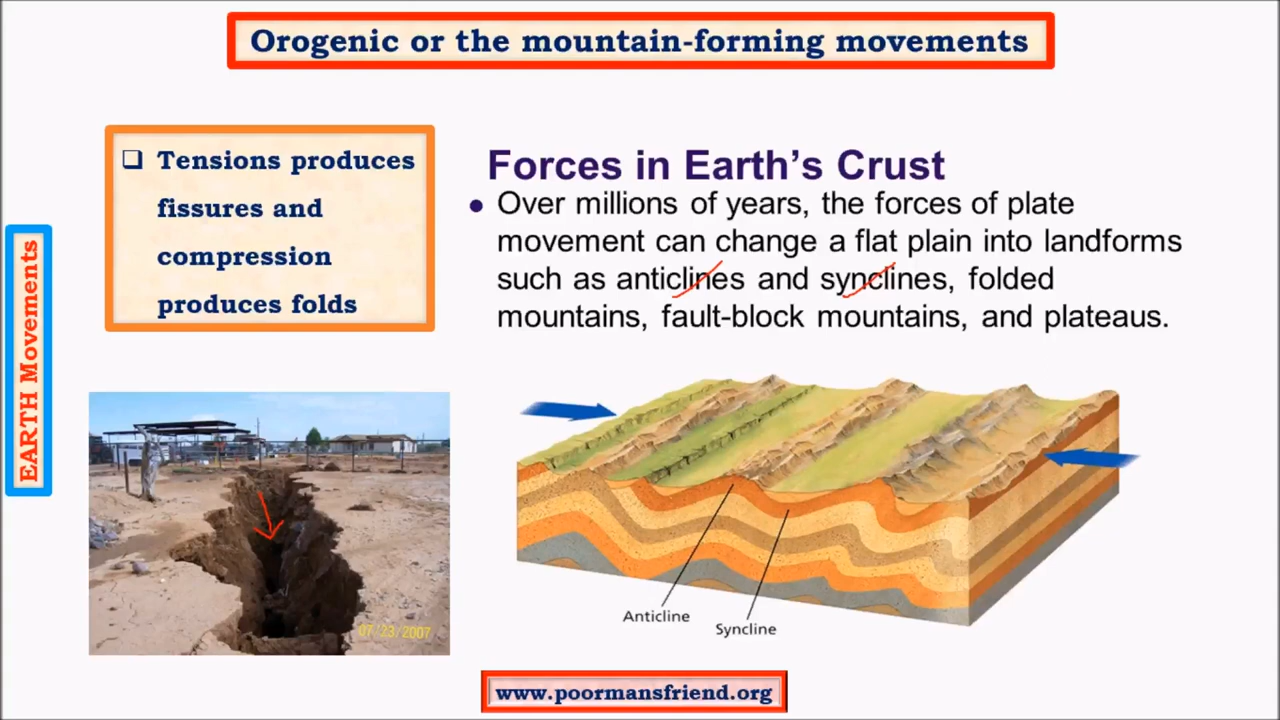 Orogenic or the mountain-forming movements
EARTH Movements
❑ Tensions produces
fissures and
compression
produces folds
Forces in Earth's Crust
• Over millions of years, the forces of plate
movement can change a flat plain into landforms
such as anticlines and synclines, folded
mountains, fault-block mountains, and plateaus.
07/23/2007
Anticline
Syncline
www.poormansfriend.org